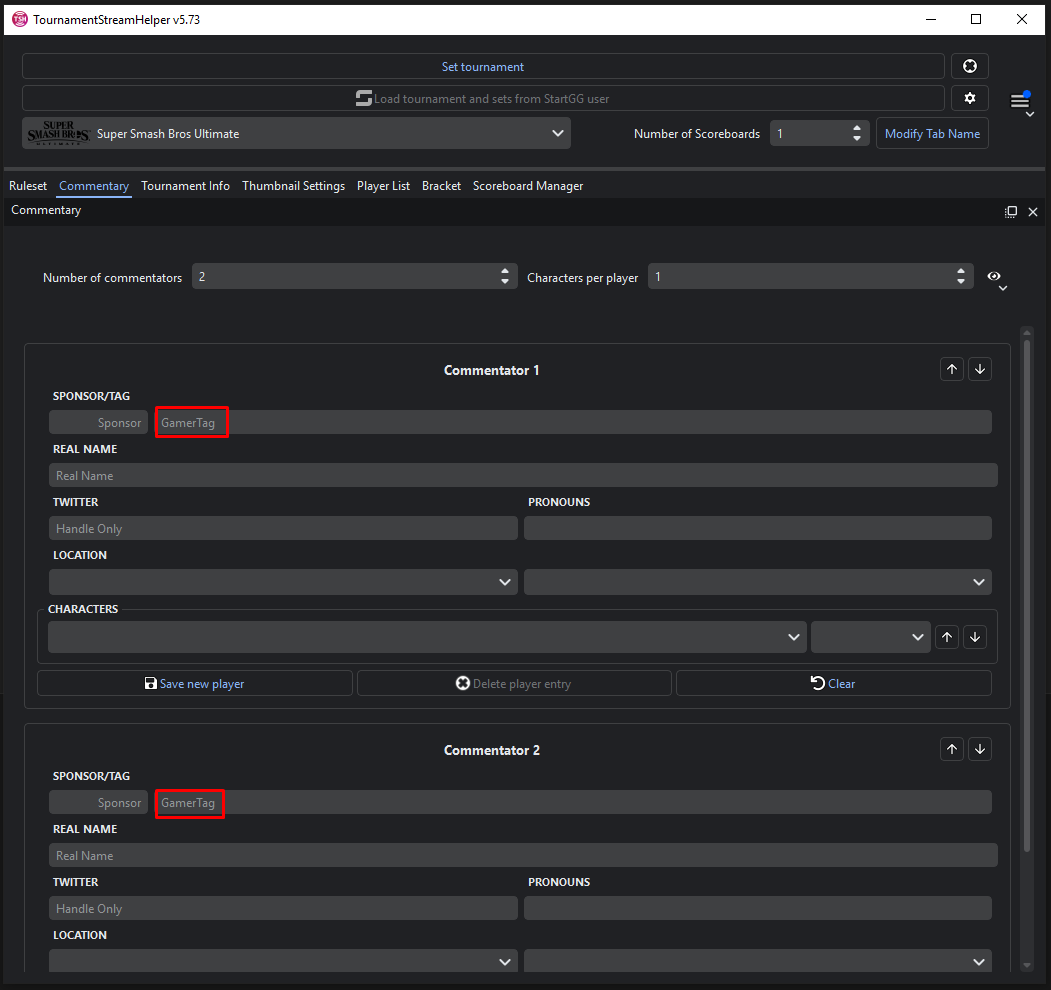 TournamentStreamHelper v5.73
Set tournament
Load tournament and sets from StartGG user
SUPER SMASH BROS ULTIMATE Super Smash Bros Ultimate Number of Scoreboards 1 Modify Tab Name
Ruleset Commentary Tournament Info Thumbnail Settings Player List Bracket Scoreboard Manager
Commentary
Number of commentators 2 Characters per player 1
Commentator 1
SPONSOR/TAG
Sponsor GamerTag
REAL NAME
Real Name
TWITTER PRONOUNS
Handle Only
LOCATION
CHARACTERS
Save new player Delete player entry Clear
Commentator 2
SPONSOR/TAG
Sponsor GamerTag
REAL NAME
Real Name
TWITTER PRONOUNS
Handle Only
LOCATION